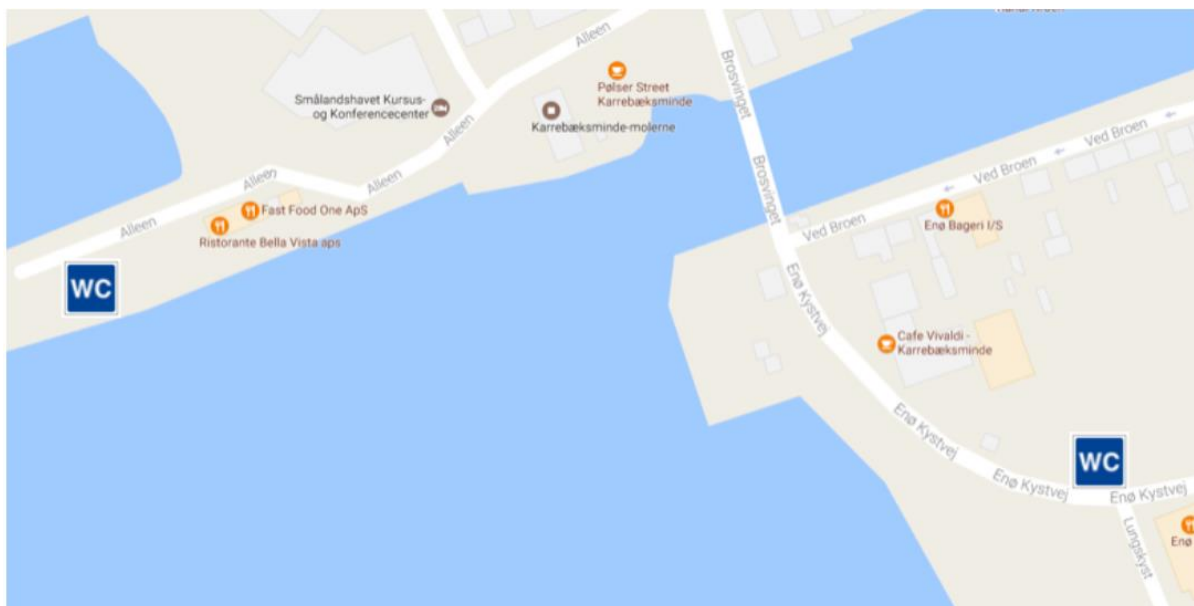 Alleen
Brosvinget
Pølser Street
Karrebæksminde
Smålandshavet Kursus-
og Konferencecenter
Karrebæksminde-molerne
Alleen
Ved Broen
Alleen
Alleen
Brosvinget
Ved Broen
Fast Food One ApS
Alleen
Ristorante Bella Vista aps
Enø Bageri I/S
Ved Broen
WC
Enø Kystvej
Cafe Vivaldi -
Karrebæksminde
Enø Kystvej
WC
Enø Kystvej
Enø Kystvej
Lungskyst
Enø